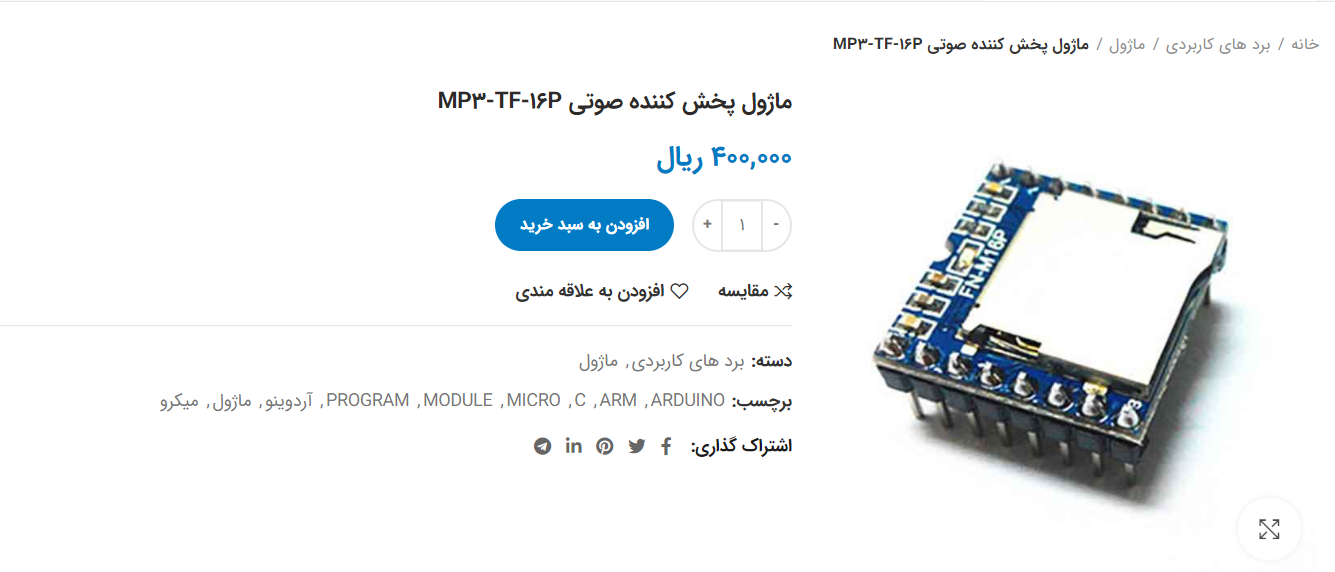 خانه / برد های کاربردی / ماژول / ماژول پخش کننده صوتی MP۳-TF-۱۶P
ماژول پخش کننده صوتی MP۳-TF-۱۶P
۴۰۰,۰۰۰ ریال
- ۱ +
افزودن به سبد خرید
مقایسه
افزودن به علاقه مندی
دسته: برد های کاربردی, ماژول
برچسب: ARDUINO, ARM, C, MICRO, MODULE, PROGRAM, آردوینو, ماژول, میکرو
اشتراک گذاری:
FN-M16P